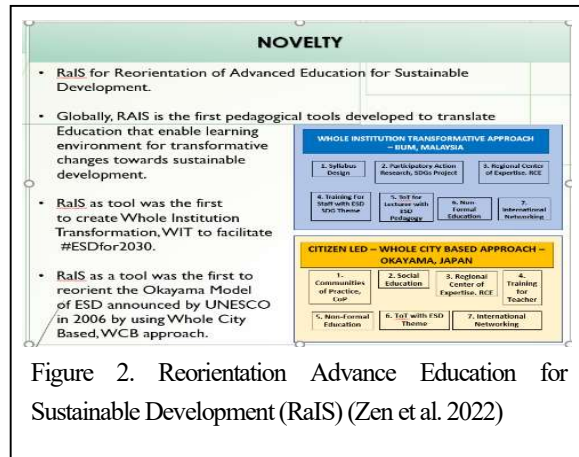 NOVELTY
• RaIS for Reorientation of Advanced Education for Sustainable
Development.
• Globally, RAIS is the first pedagogical tools developed to translate
Education that enable learning
environment for transformative
changes towards sustainable
development.
• RaIS as tool was the first
to create Whole Institution
Transformation, WIT to facilitate
#ESDfor2030.
• RaIS as a tool was the first to
reorient the Okayama Model
of ESD announced by UNESCO
in 2006 by using Whole City
Based, WCB approach.
WHOLE INSTITUTION TRANSFORMATIVE APPROACH
– IIUM, MALAYSIA
1. Syllabus
Design
2. Participatory Action
Research, SDGs Project
3. Regional Center
of Expertise. RCE
4. Training For
Staff with ESD
SDG Theme
5. ToT for
Lecturer with
ESD
Pedagogy
6. Non-
Formal
Education
7.
International
Networking
CITIZEN LED – WHOLE CITY BASED APPROACH –
OKAYAMA, JAPAN
1-
Communities
of Practice,
CoP
2. Social
Education
3. Regional
Center of
Expertise. RCE
4.
Training
for
Teacher
5. Non-Formal
Education
6. ToT with ESD
Theme
7. International
Networking
Figure 2. Reorientation Advance Education for
Sustainable Development (RaIS) (Zen et al. 2022)